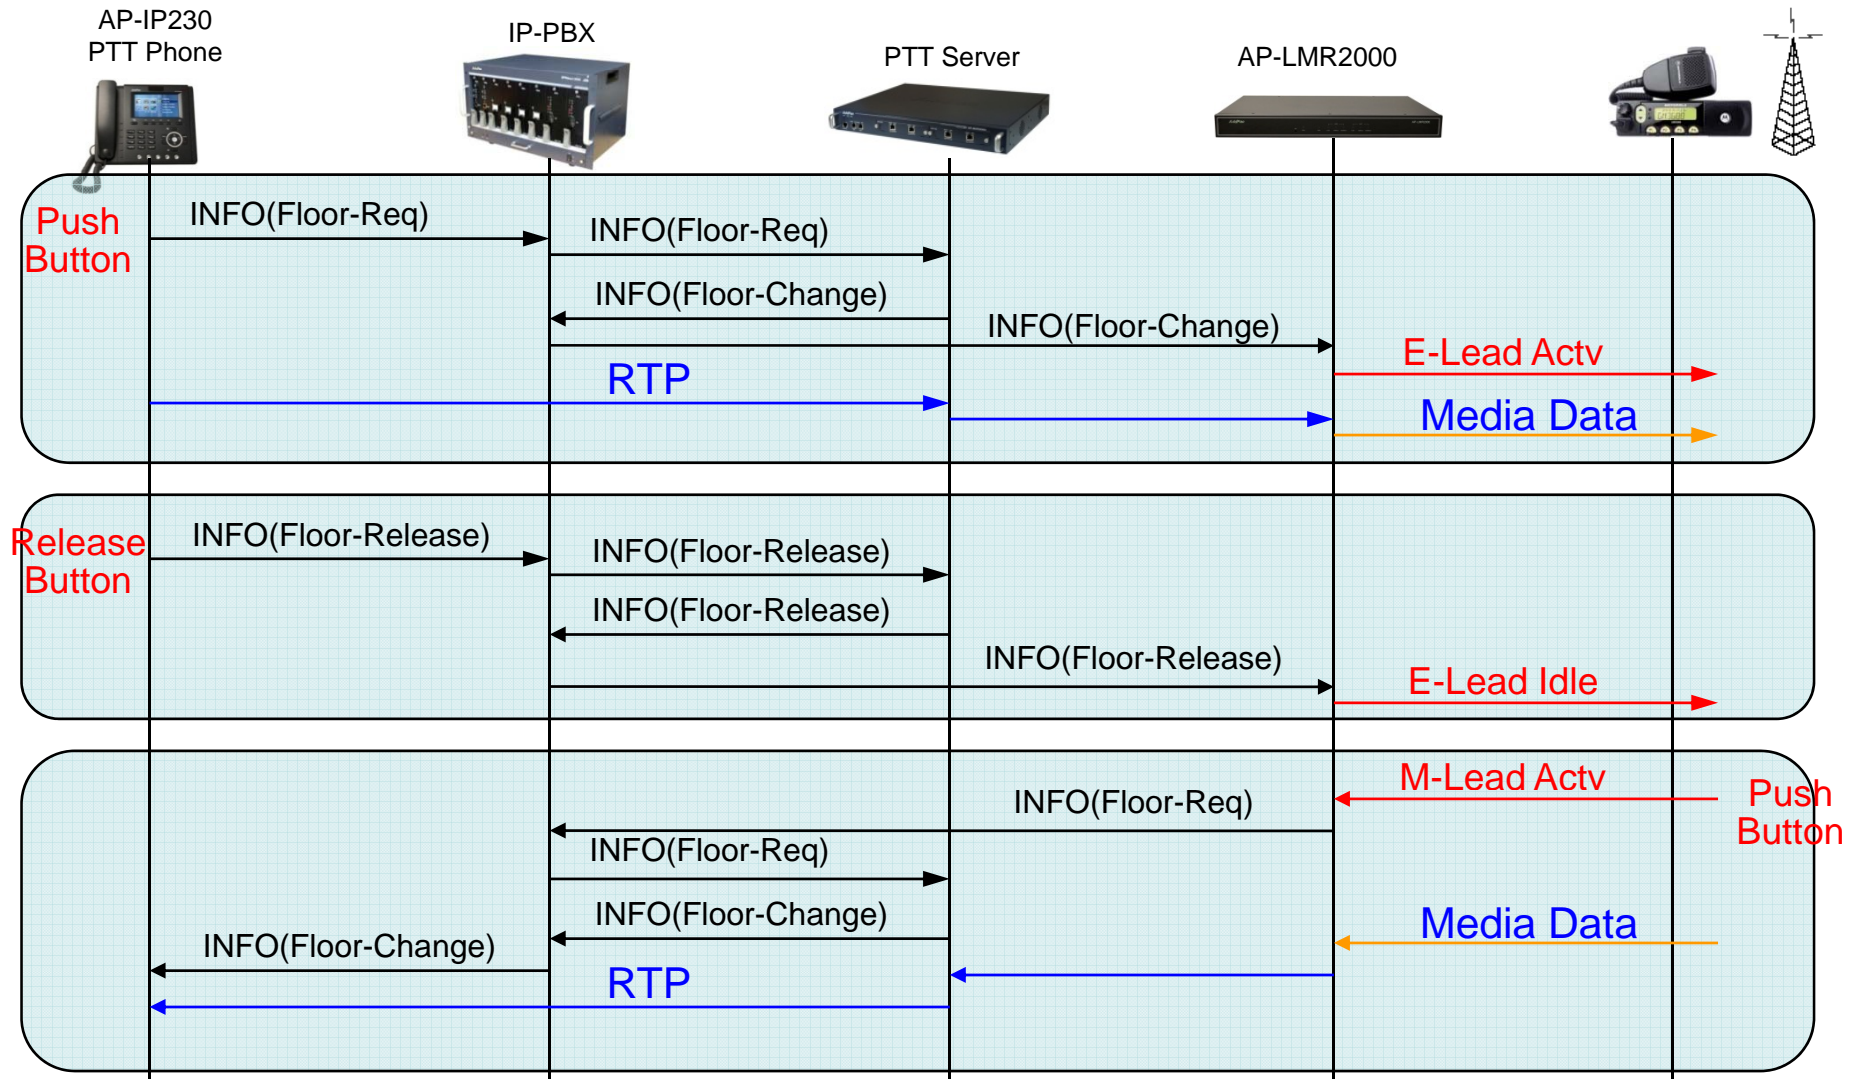 AP-IP230
PTT Phone
IP-PBX
PTT Server
AP-LMR2000
Push
Button
INFO(Floor-Req)
INFO(Floor-Req)
INFO(Floor-Change)
INFO(Floor-Change)
E-Lead Actv
RTP
Media Data
Release
Button
INFO(Floor-Release)
INFO(Floor-Release)
INFO(Floor-Release)
INFO(Floor-Release)
E-Lead Idle
M-Lead Actv
Push
Button
INFO(Floor-Req)
INFO(Floor-Req)
INFO(Floor-Change)
Media Data
INFO(Floor-Change)
RTP